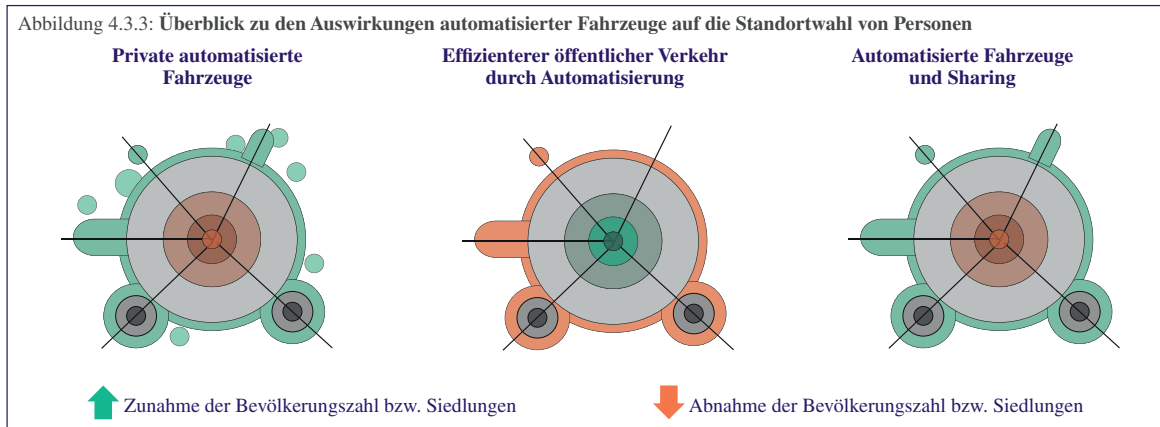 Abbildung 4.3.3: Überblick zu den Auswirkungen automatisierter Fahrzeuge auf die Standortwahl von Personen
Private automatisierte
Fahrzeuge
Effizienterer öffentlicher Verkehr
durch Automatisierung
Automatisierte Fahrzeuge
und Sharing
Zunahme der Bevölkerungszahl bzw. Siedlungen
Abnahme der Bevölkerungszahl bzw. Siedlungen